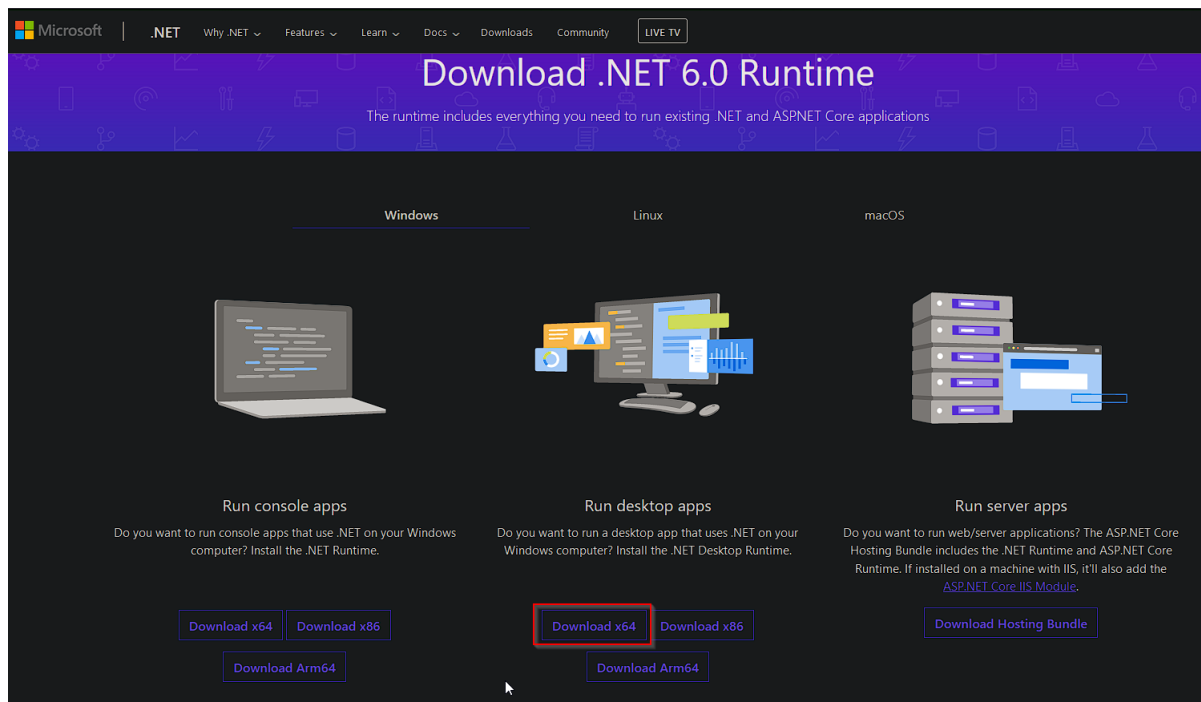 Microsoft
.NET
Why .NET
Features
Learn
Docs
Downloads
Community
LIVE TV
Download .NET 6.0 Runtime
The runtime includes everything you need to run existing .NET and ASP.NET Core applications
Windows
Linux
macOS
Run console apps
Do you want to run console apps that use .NET on your Windows
computer? Install the .NET Runtime.
Download x64
Download x86
Download Arm64
Run desktop apps
Do you want to run a desktop app that uses .NET on your
Windows computer? Install the .NET Desktop Runtime.
Download x64
Download x86
Download Arm64
Run server apps
Do you want to run web/server applications? The ASP.NET Core
Hosting Bundle includes the .NET Runtime and ASP.NET Core
Runtime. If installed on a machine with IIS, it'll also add the
ASP.NET Core IIS Module.
Download Hosting Bundle